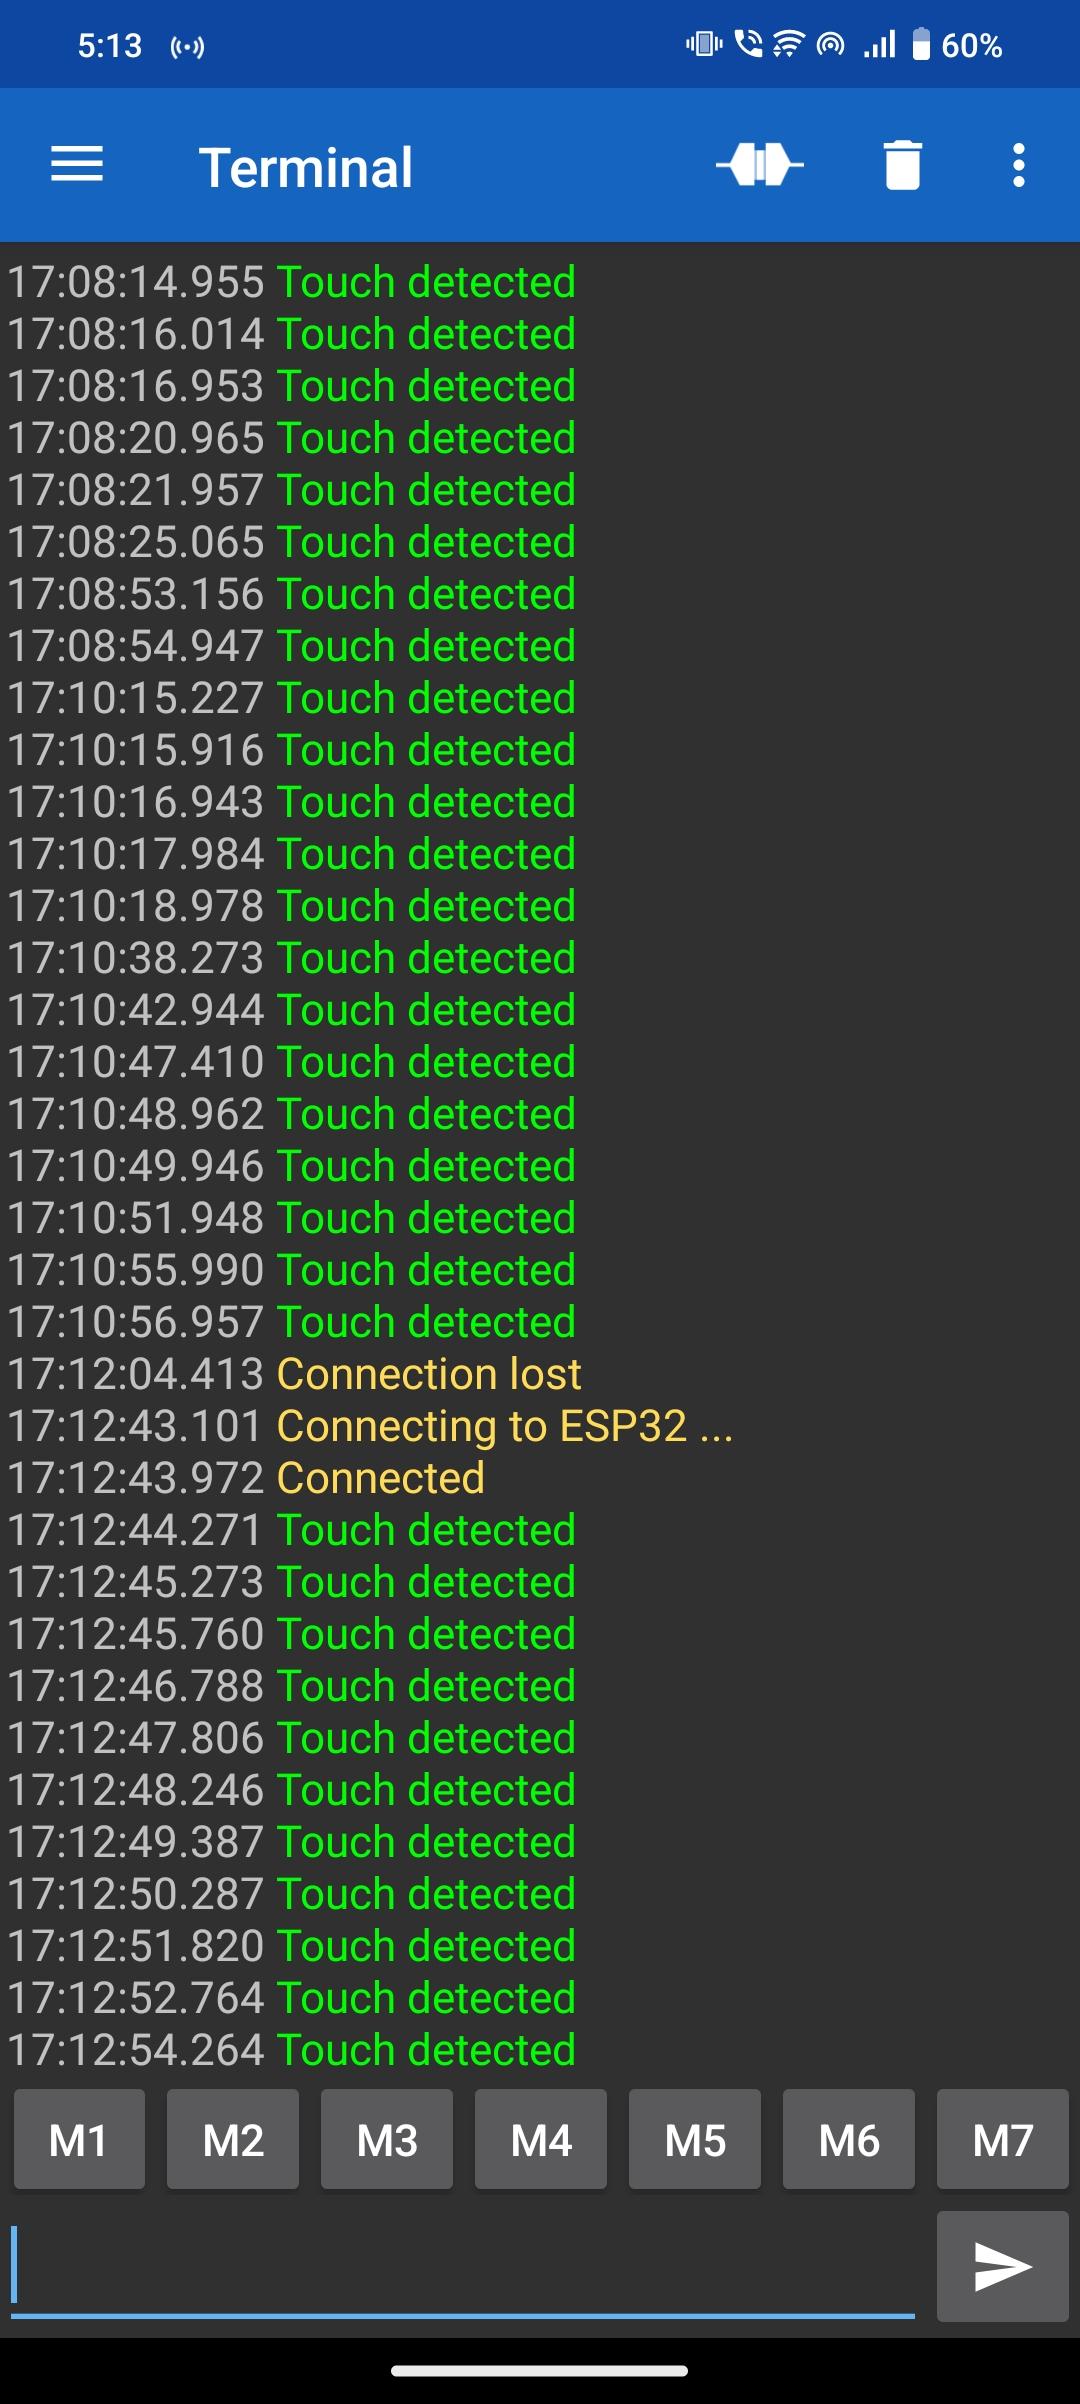 5:13 60%
Terminal
17:08:14.955 Touch detected
17:08:16.014 Touch detected
17:08:16.953 Touch detected
17:08:20.965 Touch detected
17:08:21.957 Touch detected
17:08:25.065 Touch detected
17:08:53.156 Touch detected
17:08:54.947 Touch detected
17:10:15.227 Touch detected
17:10:15.916 Touch detected
17:10:16.943 Touch detected
17:10:17.984 Touch detected
17:10:18.978 Touch detected
17:10:38.273 Touch detected
17:10:42.944 Touch detected
17:10:47.410 Touch detected
17:10:48.962 Touch detected
17:10:49.946 Touch detected
17:10:51.948 Touch detected
17:10:55.990 Touch detected
17:10:56.957 Touch detected
17:12:04.413 Connection lost
17:12:43.101 Connecting to ESP32 ...
17:12:43.972 Connected
17:12:44.271 Touch detected
17:12:45.273 Touch detected
17:12:45.760 Touch detected
17:12:46.788 Touch detected
17:12:47.806 Touch detected
17:12:48.246 Touch detected
17:12:49.387 Touch detected
17:12:50.287 Touch detected
17:12:51.820 Touch detected
17:12:52.764 Touch detected
17:12:54.264 Touch detected
M1 M2 M3 M4 M5 M6 M7